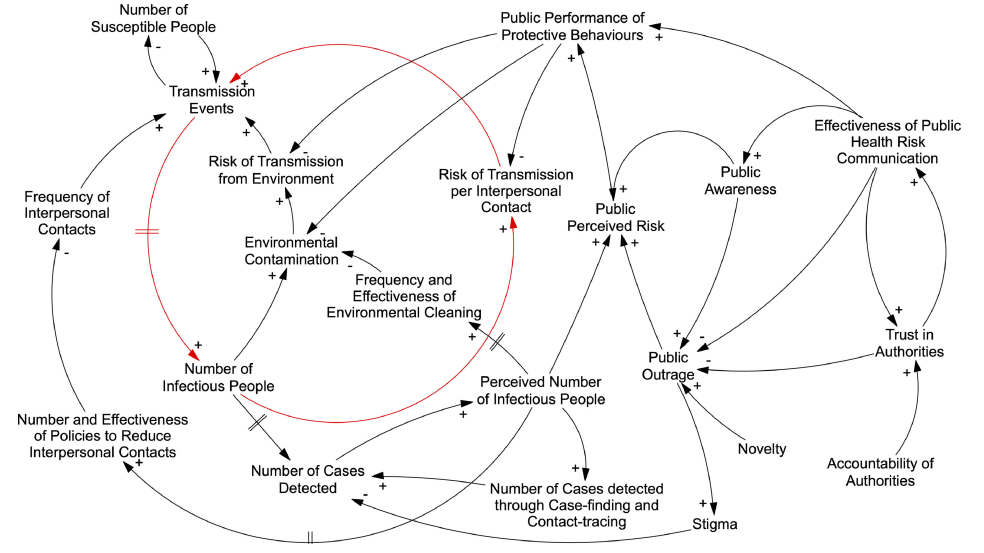 Number of
Susceptible People
Public Performance of
Protective Behaviours
Transmission
Events
Effectiveness of Public
Health Risk
Communication
Risk of Transmission
from Environment
Risk of Transmission
per Interpersonal
Contact
Public
Awareness
Frequency of
Interpersonal
Contacts
Public
Perceived Risk
Environmental
Contamination
Frequency and
Effectiveness of
Environmental Cleaning
Trust in
Authorities
Public
Outrage
Number of
Infectious People
Perceived Number
of Infectious People
Number and Effectiveness
of Policies to Reduce
Interpersonal Contacts
Novelty
Accountability of
Authorities
Number of Cases
Detected
Number of Cases detected
through Case-finding and
Contact-tracing
Stigma